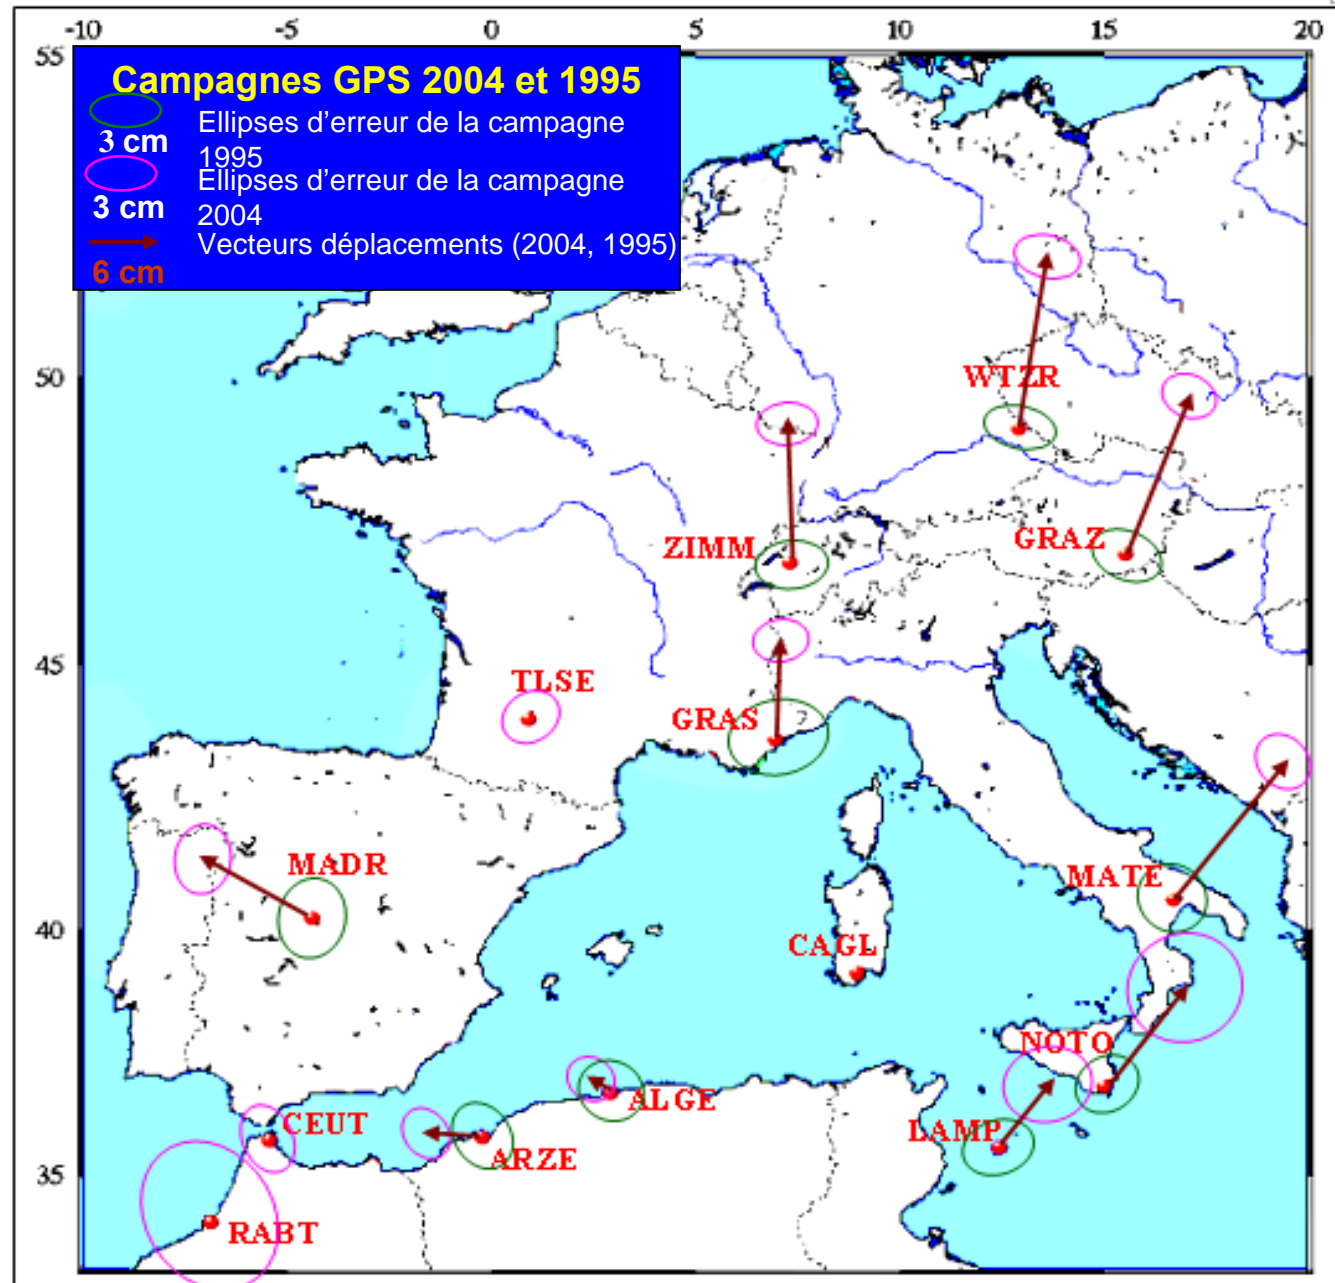 -10 -5 0 5 10 15 20
55
Campagnes GPS 2004 et 1995
Ellipses d'erreur de la campagne
3 cm
1995
Ellipses d'erreur de la campagne
3 cm
2004
Vecteurs déplacements (2004, 1995)
6 cm
50
WTZR
ZIMM
GRAZ
45
TLSE
GRAS
MADR
MATE
40
CAGL
NOTO
ALGE
CEUT
LAMP
ARZE
35
RABT